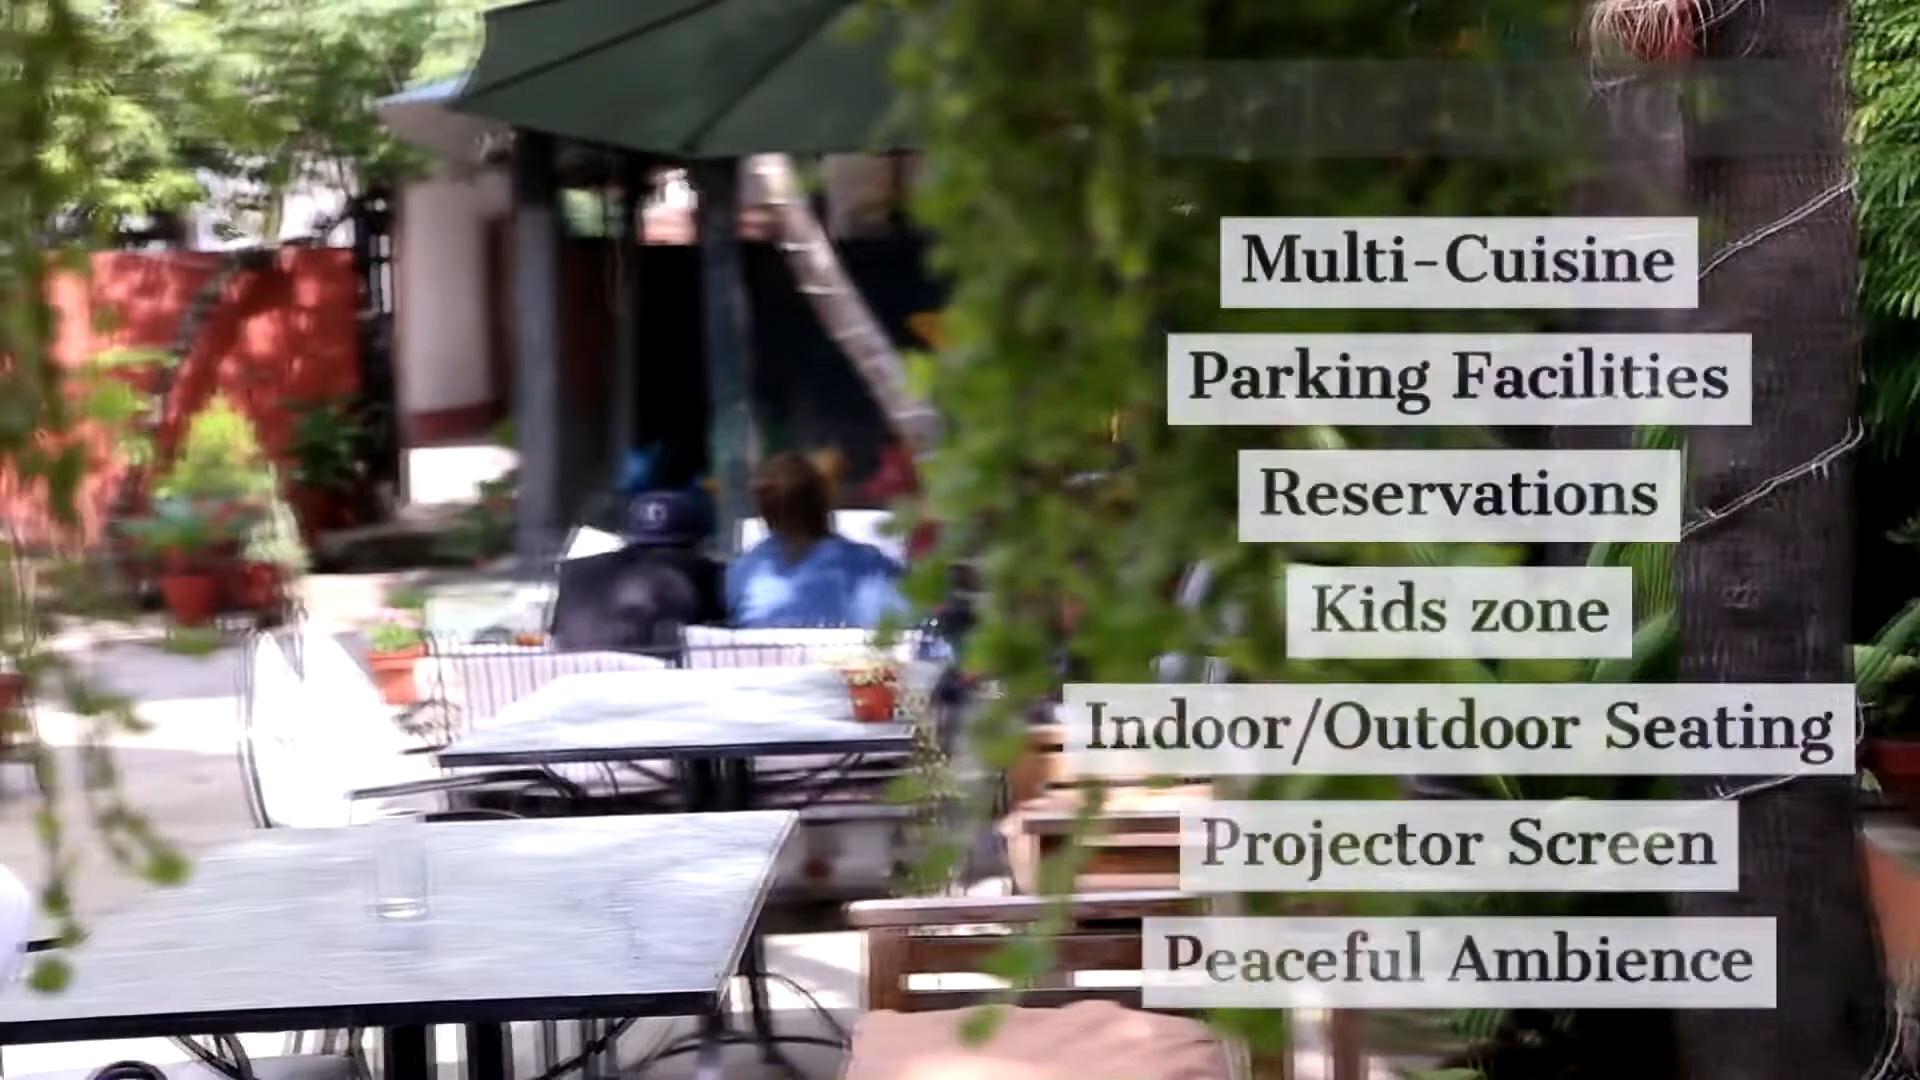 Multi-Cuisine
Parking Facilities
Reservations
Kids zone
Indoor/Outdoor Seating
Projector Screen
Peaceful Ambience